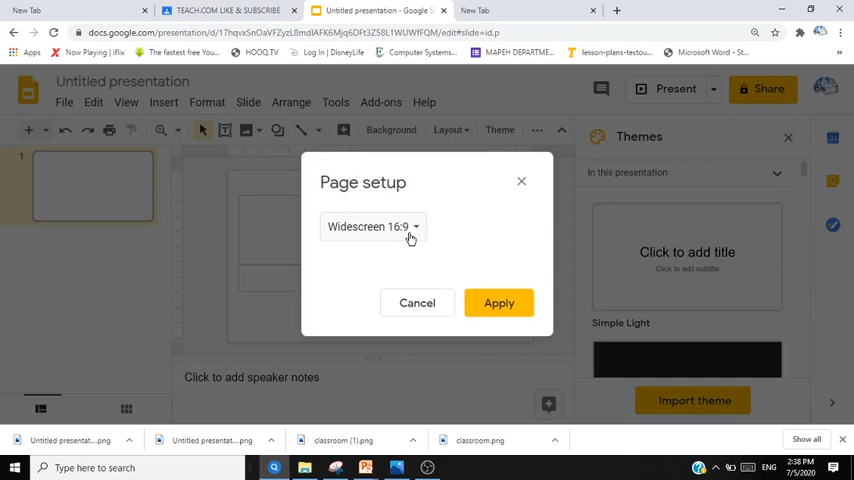 New Tab
TEACH.COM LIKE & SUBSCRIBE
Untitled presentation - Google S
New Tab
docs.google.com/presentation/d/17hqvxSnOaVFZyzL8mdIAFK6Mjq6DFt3Z58L1WUWfFQM/edit#slide=id.p
Apps
Now Playing | iflix
The fastest free You...
HOOQ.TV
Log In | DisneyLife
Computer Systems...
MAPEH DEPARTME...
lesson-plans-testou...
Microsoft Word - St...
Untitled presentation
File Edit View Insert Format Slide Arrange Tools Add-ons Help
Present
Share
Background
Layout
Theme
Themes
1
In this presentation
Page setup
Widescreen 16:9
Cancel
Apply
Click to add title
Click to add subtitle
Simple Light
Click to add speaker notes
Import theme
Untitled presentat....png
Untitled presentat....png
classroom (1).png
classroom.png
Show all
Type here to search
ENG
2:38 PM
7/5/2020